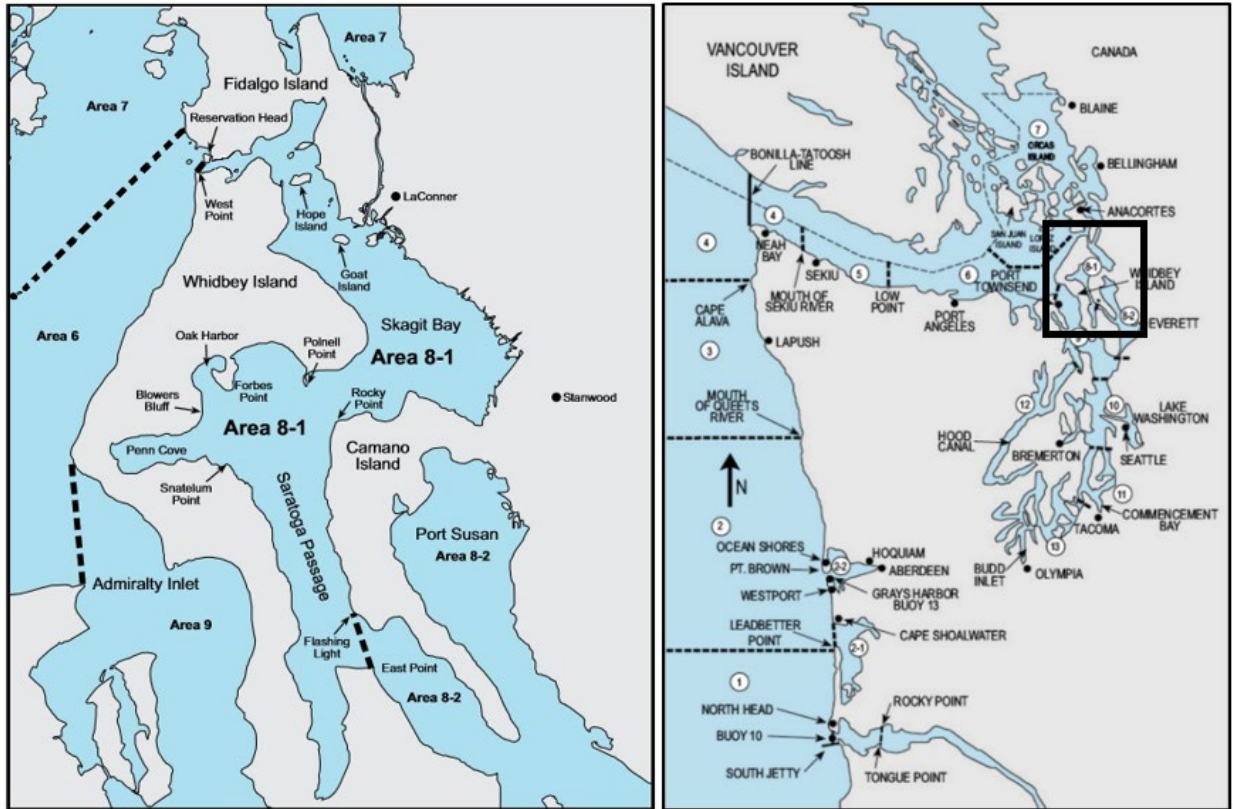 Area 7
Area 7
Fidalgo Island
Reservation Head
LaConner
West
Point
Hope
Island
Goat
Island
Whidbey Island
Skagit Bay
Area 8-1
Area 6
Oak Harbor
Polnell
Point
Forbes
Point
Blowers
Bluff
Rocky
Point
Stanwood
Area 8-1
Penn Cove
Camano
Island
Snatelum
Point
Saratoga Passage
Port Susan
Area 8-2
Admiralty Inlet
Area 9
Flashing
Light
East Point
Area 8-2
VANCOUVER
ISLAND
CANADA
BLAINE
7
ORCAS
ISLAND
BONILLA-TATOOSH
LINE
BELLINGHAM
ANACORTES
SAN JUAN
ISLAND
LOPEZ
ISLAND
4
4
NEAH
BAY
SEKIU
5
6
PORT
TOWNSEND
8-1
WHIDBEY
ISLAND
8-2
EVERETT
CAPE
ALAVA
MOUTH OF
SEKIU RIVER
LOW
POINT
PORT
ANGELES
9
3
LAPUSH
MOUTH
OF QUEETS
RIVER
12
10
LAKE
WASHINGTON
HOOD
CANAL
BREMERTON
SEATTLE
N
11
COMMENCEMENT
BAY
TACOMA
2
OCEAN SHORES
HOQUIAM
13
PT. BROWN
2-2
ABERDEEN
BUDD
INLET
OLYMPIA
WESTPORT
GRAYS HARBOR
BUOY 13
LEADBETTER
POINT
CAPE SHOALWATER
2-1
1
NORTH HEAD
ROCKY POINT
BUOY 10
SOUTH JETTY
TONGUE POINT